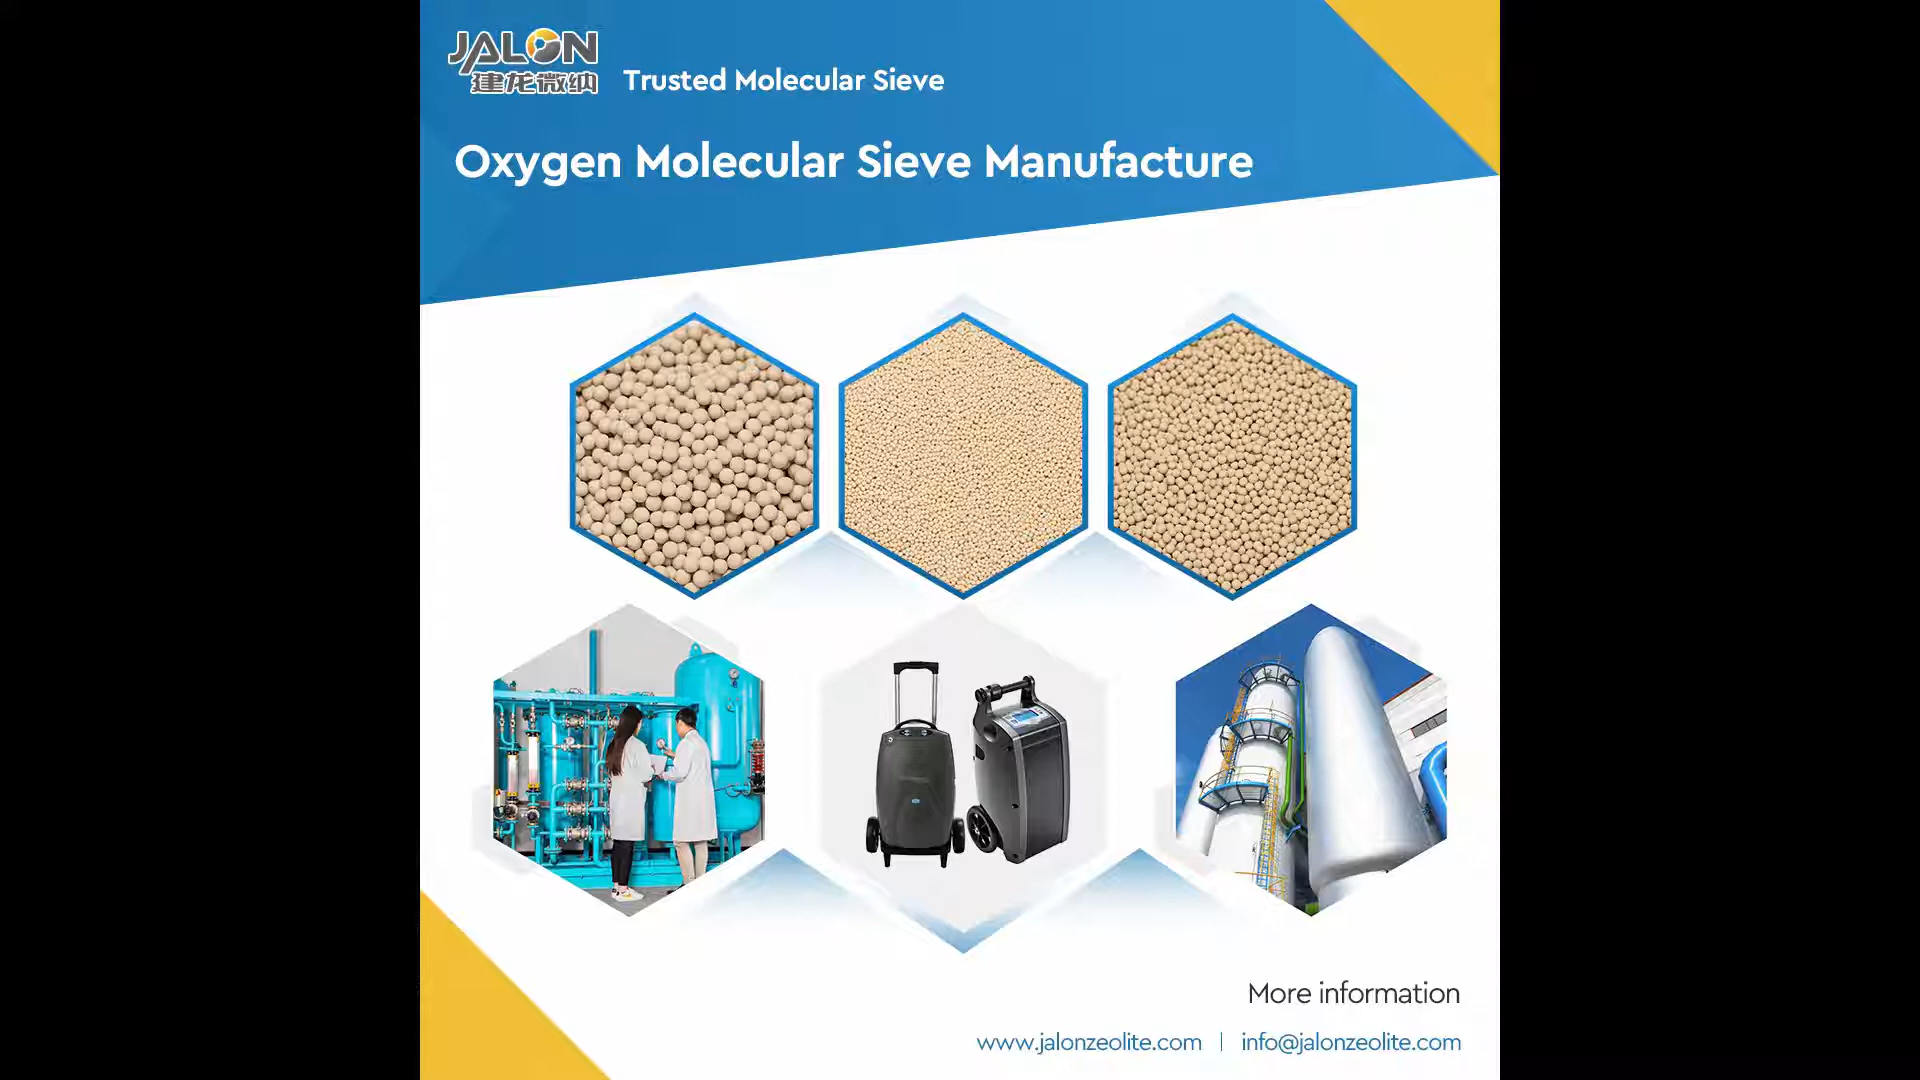 JALON
建龙微纳
Trusted Molecular Sieve
Oxygen Molecular Sieve Manufacture
More information
www.jalonzeolite.com | info@jalonzeolite.com